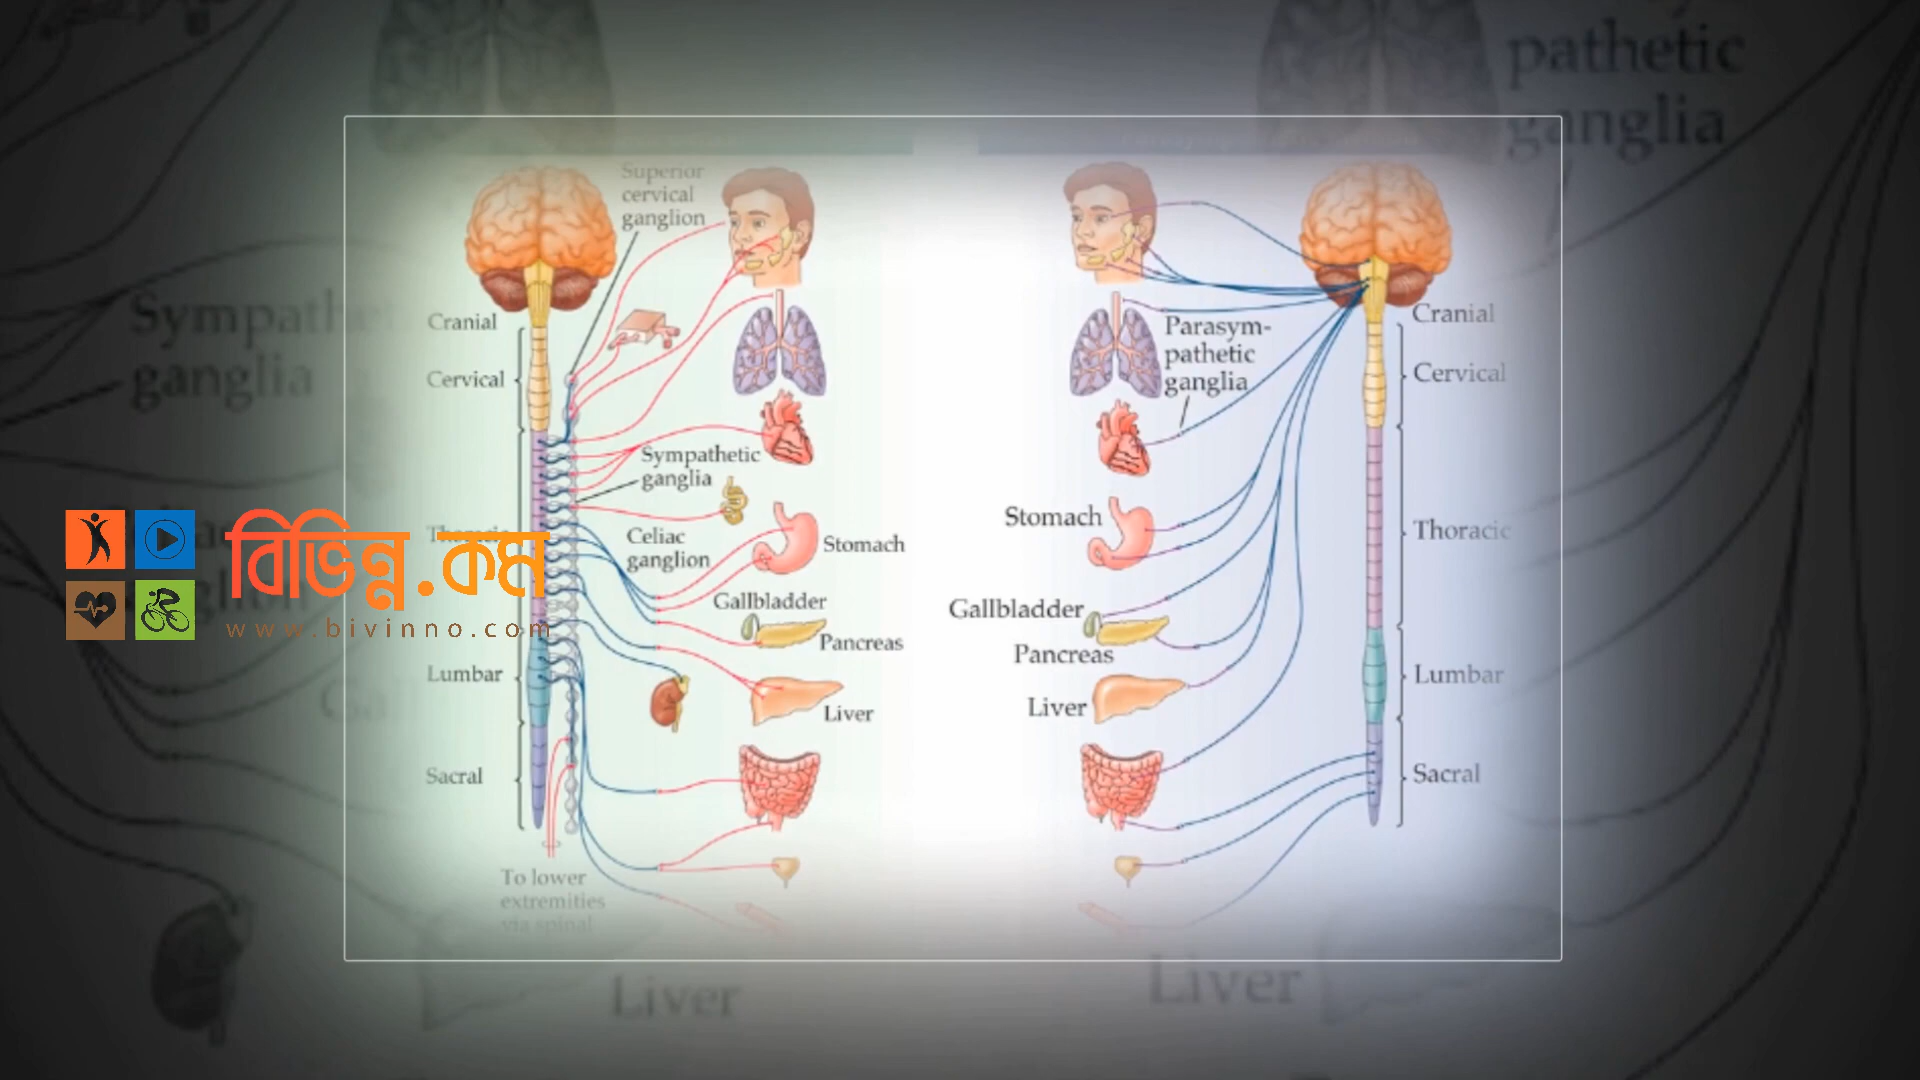 pathetic
ganglia
Superior
cervical
ganglion
Cranial
Cervical
Sympathetic
ganglia
Celiac
ganglion
Thoracic
Stomach
Gallbladder
Pancreas
Lumbar
Liver
Sacral
To lower
extremities
via spinal
Parasym-
pathetic
ganglia
Cranial
Cervical
Stomach
Thoracic
Gallbladder
Pancreas
Lumbar
Liver
Sacral
বিভিন্ন.কম
www.bivinno.com
Sympath
ganglia
Liver
Liver